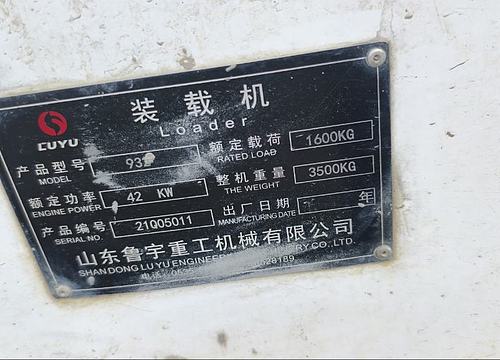 装载机
Loader
LUYU
产品型号 MODEL
额定载荷 RATED LOAD 1600KG
额定功率 ENGINE POWER 42 KW
整机重量 THE WEIGHT 3500KG
产品编号 SERIAL NO. 21Q05011
出厂日期 MANUFACTURING DATE 年
山东鲁宇重工机械有限公司
SHANDONG LUYU CO.,LTD.
电话 028189